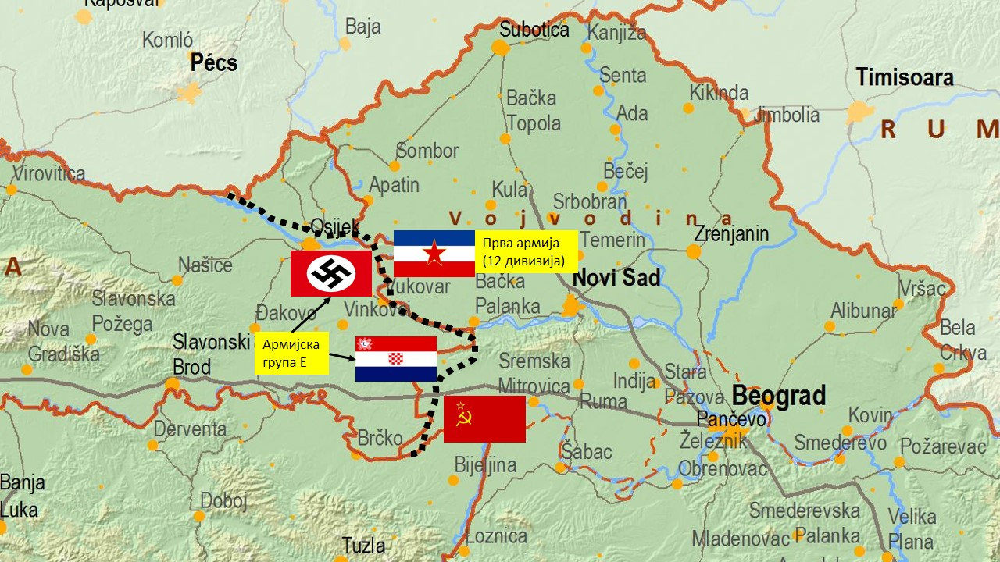 Kaposvar
Komló
Pécs
Baja
Subotica
Kanjiža
Senta
Bačka
Topola
Ada
Kikinda
Jimbolia
Timisoara
R U M
Virovitica
Sombor
Apatin
Bečej
Kula
Srbobran
Vojvodina
Osijek
Temerin
Zrenjanin
Прва армија
(12 дивизија)
A
Našice
Vukovar
Bačka
Palanka
Novi Sad
Vršac
Slavonska
Požega
Đakovo
Vinkovci
Alibunar
Nova
Gradiška
Bela
Crkva
Slavonski
Brod
Армијска
група Е
U
Sremska
Mitrovica
Inđija
Ruma
Stara
Pazova
Beograd
Pančevo
Kovin
Derventa
Brčko
Železnik
Smederevo
Požarevac
Šabac
Bijeljina
Obrenovac
Banja
Luka
Doboj
Smederevska
Palanka
Velika
Plana
Mladenovac
Loznica
Tuzla